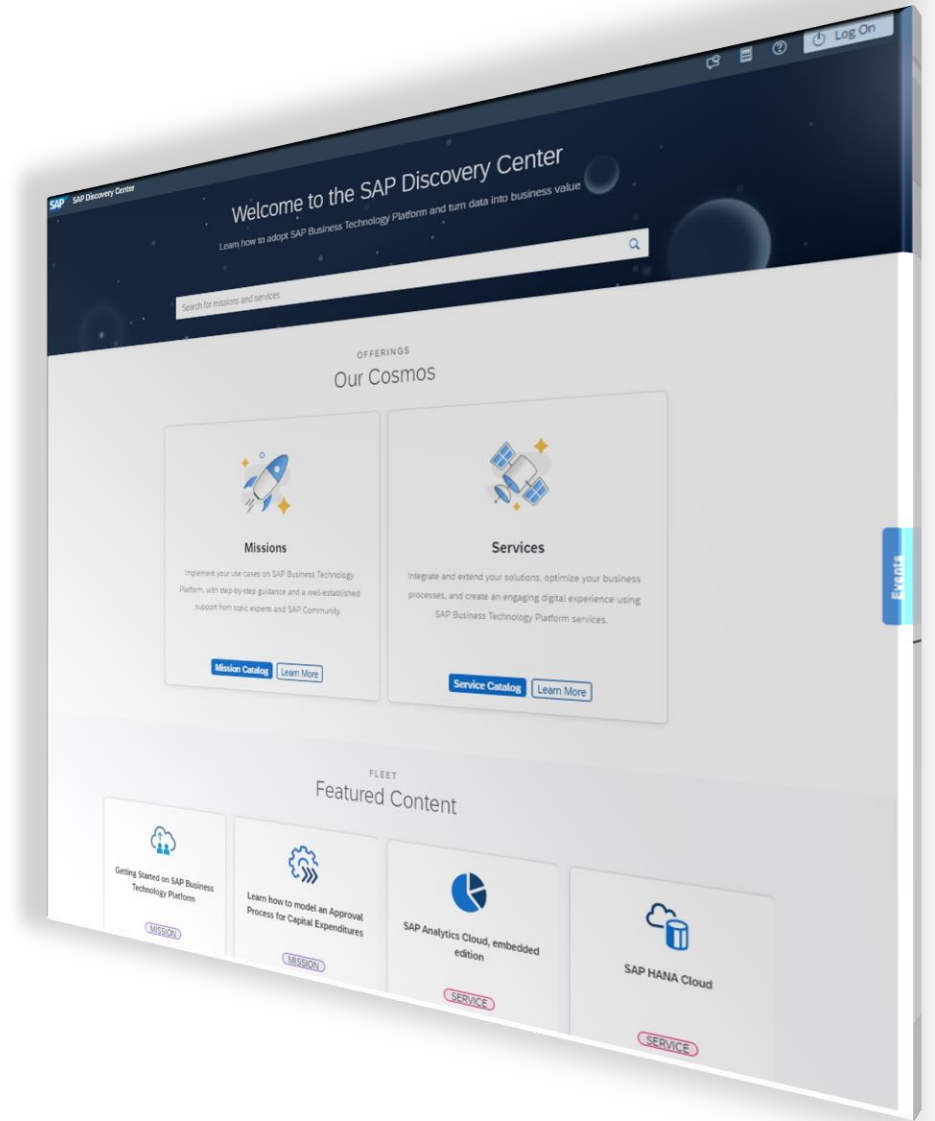 SAP SAP Discovery Center
Log On
Welcome to the SAP Discovery Center
Learn how to adopt SAP Business Technology Platform and turn data into business value
Search for missions and services
OFFERINGS
Our Cosmos
Missions
Implement your use cases on SAP Business Technology
Platform, with step-by-step guidance and a well-established
support from topic experts and SAP Community.
Mission Catalog
Learn More
Services
Integrate and extend your solutions, optimize your business
processes, and create an engaging digital experience using
SAP Business Technology Platform services.
Service Catalog
Learn More
Events
FLEET
Featured Content
Getting Started on SAP Business
Technology Platform
MISSION
Learn how to model an Approval
Process for Capital Expenditures
MISSION
SAP Analytics Cloud, embedded
edition
SERVICE
SAP HANA Cloud
SERVICE